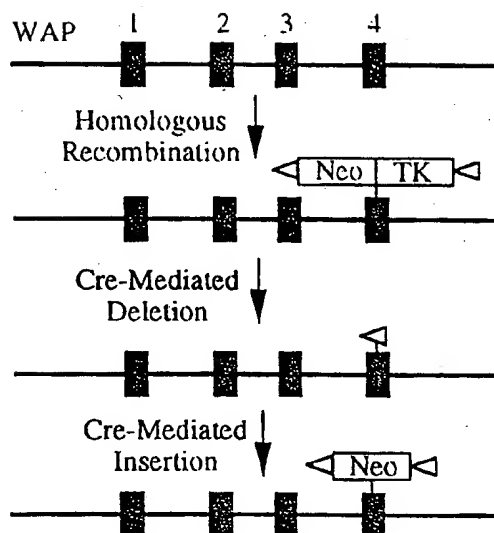 WAP 1 2 3 4
Homologous
Recombination
Neo TK
Cre-Mediated
Deletion
Cre-Mediated
Insertion
Neo